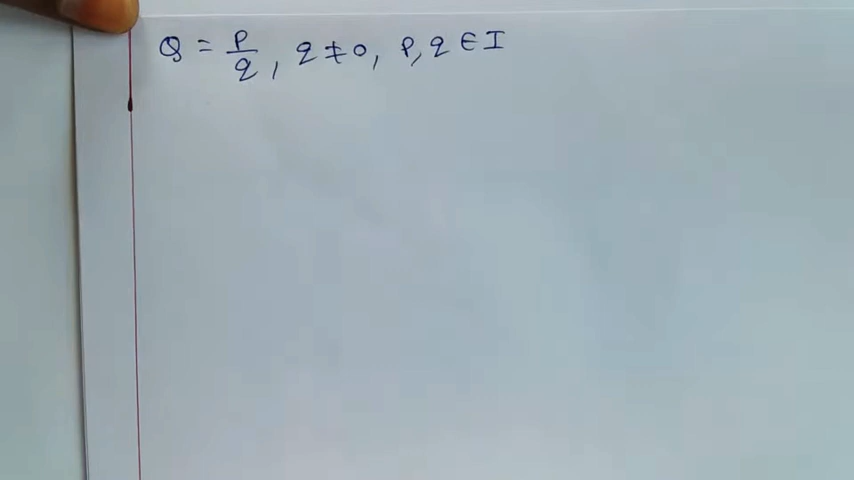 Q = p/q, q ≠ 0, p, q ∈ I